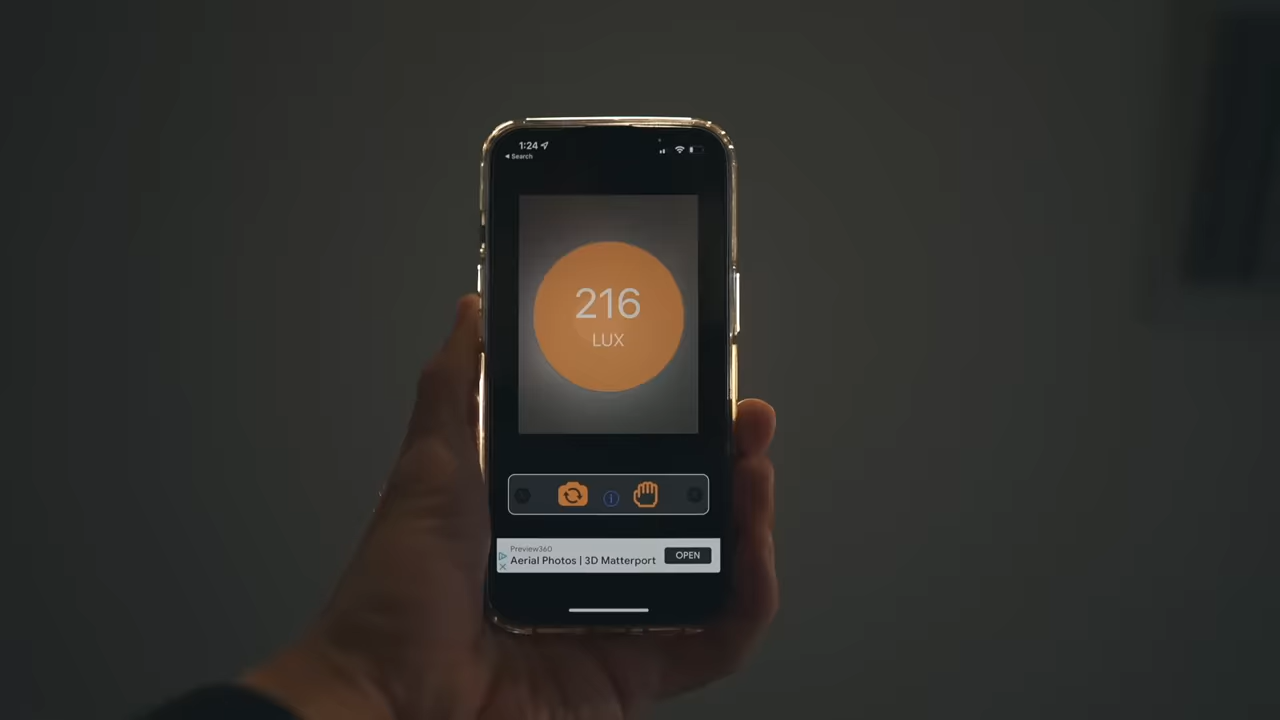 1:24
Search
216
LUX
Preview360
Aerial Photos | 3D Matterport
OPEN